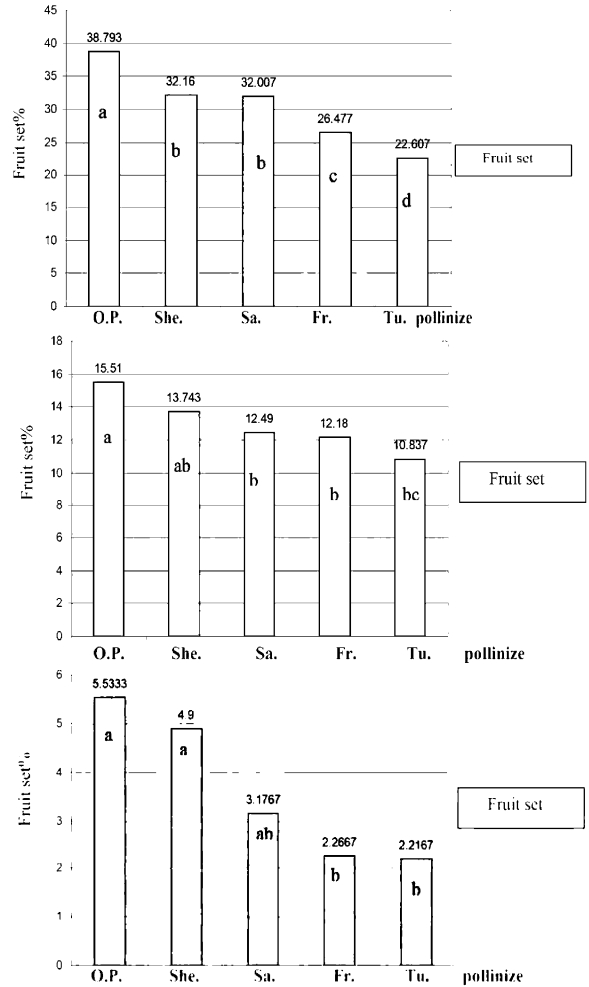 45
40
35
30
25
20
15
10
5
0
Fruit set%
38.793
32.16
32.007
26.477
22.607
a
b
b
c
d
Fruit set
O.P. She. Sa. Fr. Tu. pollinize
18
16
14
12
10
8
6
4
2
0
Fruit set%
15.51
13.743
12.49
12.18
10.837
a
ab
b
b
bc
Fruit set
O.P. She. Sa. Fr. Tu. pollinize
6
5
4
3
2
1
0
Fruit set%
5.5333
4.9
3.1767
2.2667
2.2167
a
a
ab
b
b
Fruit set
O.P. She. Sa. Fr. Tu. pollinize